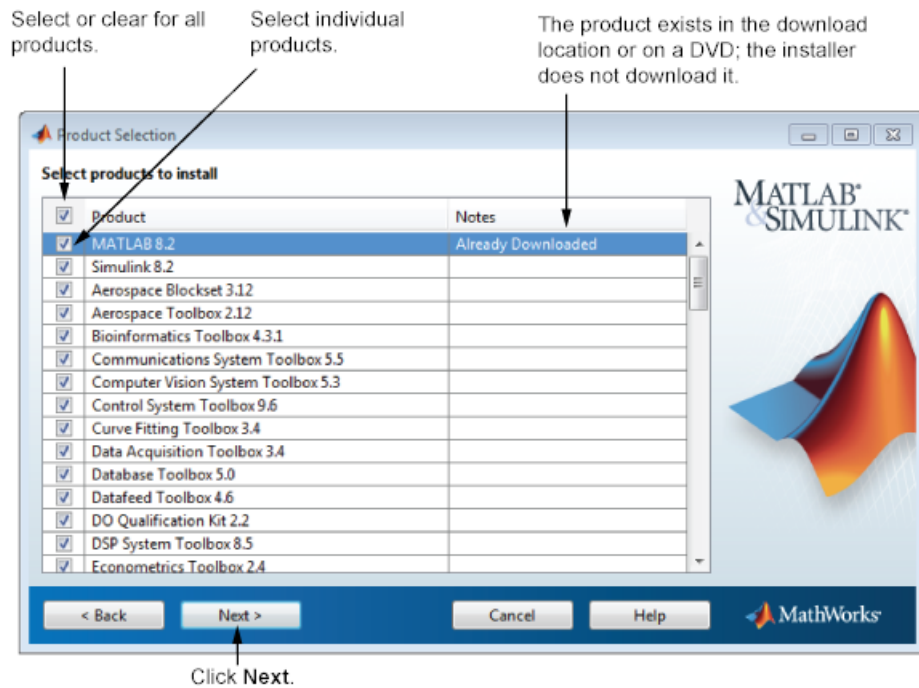 Select or clear for all
products.
Select individual
products.
The product exists in the download
location or on a DVD; the installer
does not download it.
Product Selection
Select products to install
Product Notes
MATLAB 8.2 Already Downloaded
Simulink 8.2
Aerospace Blockset 3.12
Aerospace Toolbox 2.12
Bioinformatics Toolbox 4.3.1
Communications System Toolbox 5.5
Computer Vision System Toolbox 5.3
Control System Toolbox 9.6
Curve Fitting Toolbox 3.4
Data Acquisition Toolbox 3.4
Database Toolbox 5.0
Datafeed Toolbox 4.6
DO Qualification Kit 2.2
DSP System Toolbox 8.5
Econometrics Toolbox 2.4
MATLAB®
&SIMULINK®
< Back Next > Cancel Help MathWorks®
Click Next.